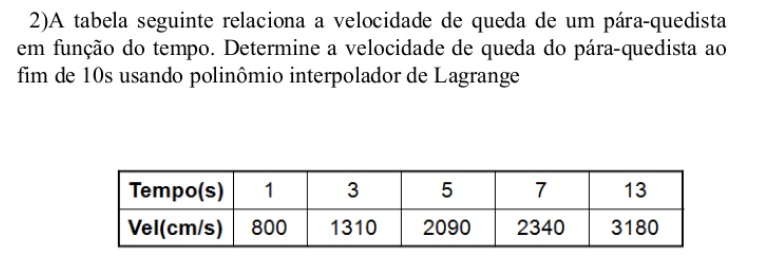 2)A tabela seguinte relaciona a velocidade de queda de um pára-quedista
em função do tempo. Determine a velocidade de queda do pára-quedista ao
fim de 10s usando polinômio interpolador de Lagrange
Tempo(s) 1 3 5 7 13
Vel(cm/s) 800 1310 2090 2340 3180